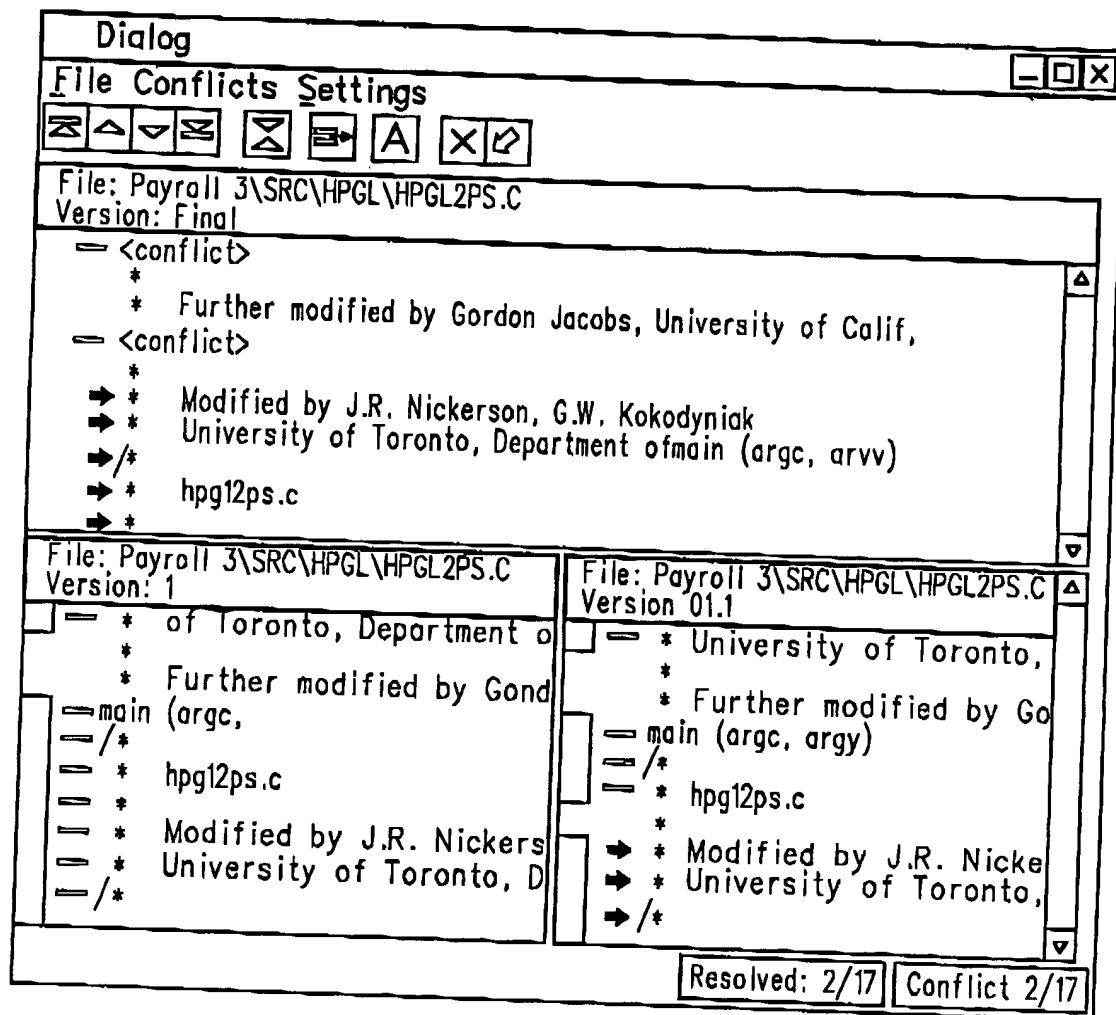 Dialog
File Conflicts Settings
A
File: Payrall 3\SRC\HPGL\HPGL2PS.C
Version: Final
<conflict>
*
* Further modified by Gordon Jacobs, University of Calif,
<conflict>
*
* Modified by J.R. Nickerson, G.W. Kokodyniak
* University of Toronto, Department ofmain (argc, arvv)
/*
* hpg12ps.c
*
File: Payroll 3\SRC\HPGL\HPGL2PS.C
Version: 1
* of Toronto, Department o
*
* Further modified by Gond
main (argc,
/*
* hpg12ps.c
*
* Modified by J.R. Nickers
* University of Toronto, D
/*
File: Payroll 3\SRC\HPGL\HPGL2PS.C
Version 01.1
* University of Toronto,
*
* Further modified by Go
main (argc, argy)
/*
* hpg12ps.c
*
* Modified by J.R. Nicke
* University of Toronto,
/*
Resolved: 2/17
Conflict 2/17